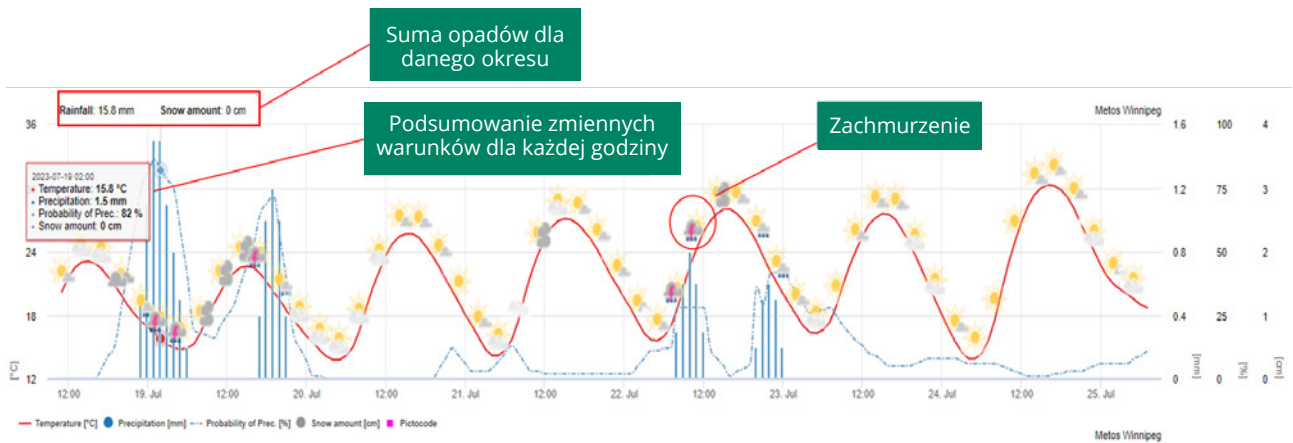 Suma opadów dla
danego okresu
Rainfall: 15.8 mm Snow amount: 0 cm
Podsumowanie zmiennych
warunków dla każdej godziny
Zachmurzenie
Metos Winnipeg
36
24
18
12
2023-07-19 02:00
Temperature: 15.8 °C
Precipitation: 1.5 mm
Probability of Prec.: 82 %
Snow amount: 0 cm
[°C]
1.6 100 4
1.2 75 3
0.8 50 2
0.4 25 1
0 0 0
[mm] [%] [cm]
12:00 19. Jul 12:00 20. Jul 12:00 21. Jul 12:00 22. Jul 12:00 23. Jul 12:00 24. Jul 12:00 25. Jul
Temperature [°C] Precipitation [mm] Probability of Prec. [%] Snow amount [cm] Pictocode
Metos Winnipeg